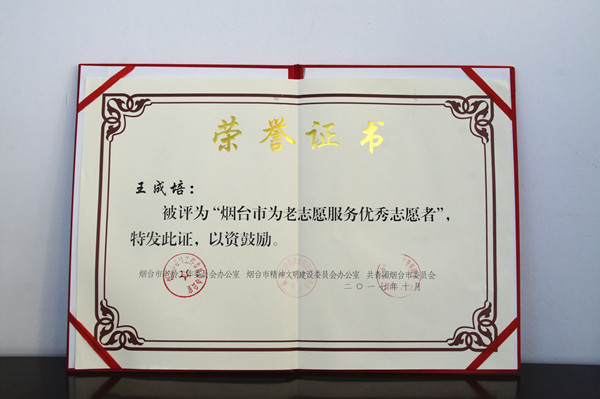 荣誉证书
王成培：
被评为“烟台市为老志愿服务优秀志愿者”，
特发此证，以资鼓励。
烟台市老龄工作委员会办公室 烟台市精神文明建设委员会办公室 共青团烟台市委员会
二〇一七年十月